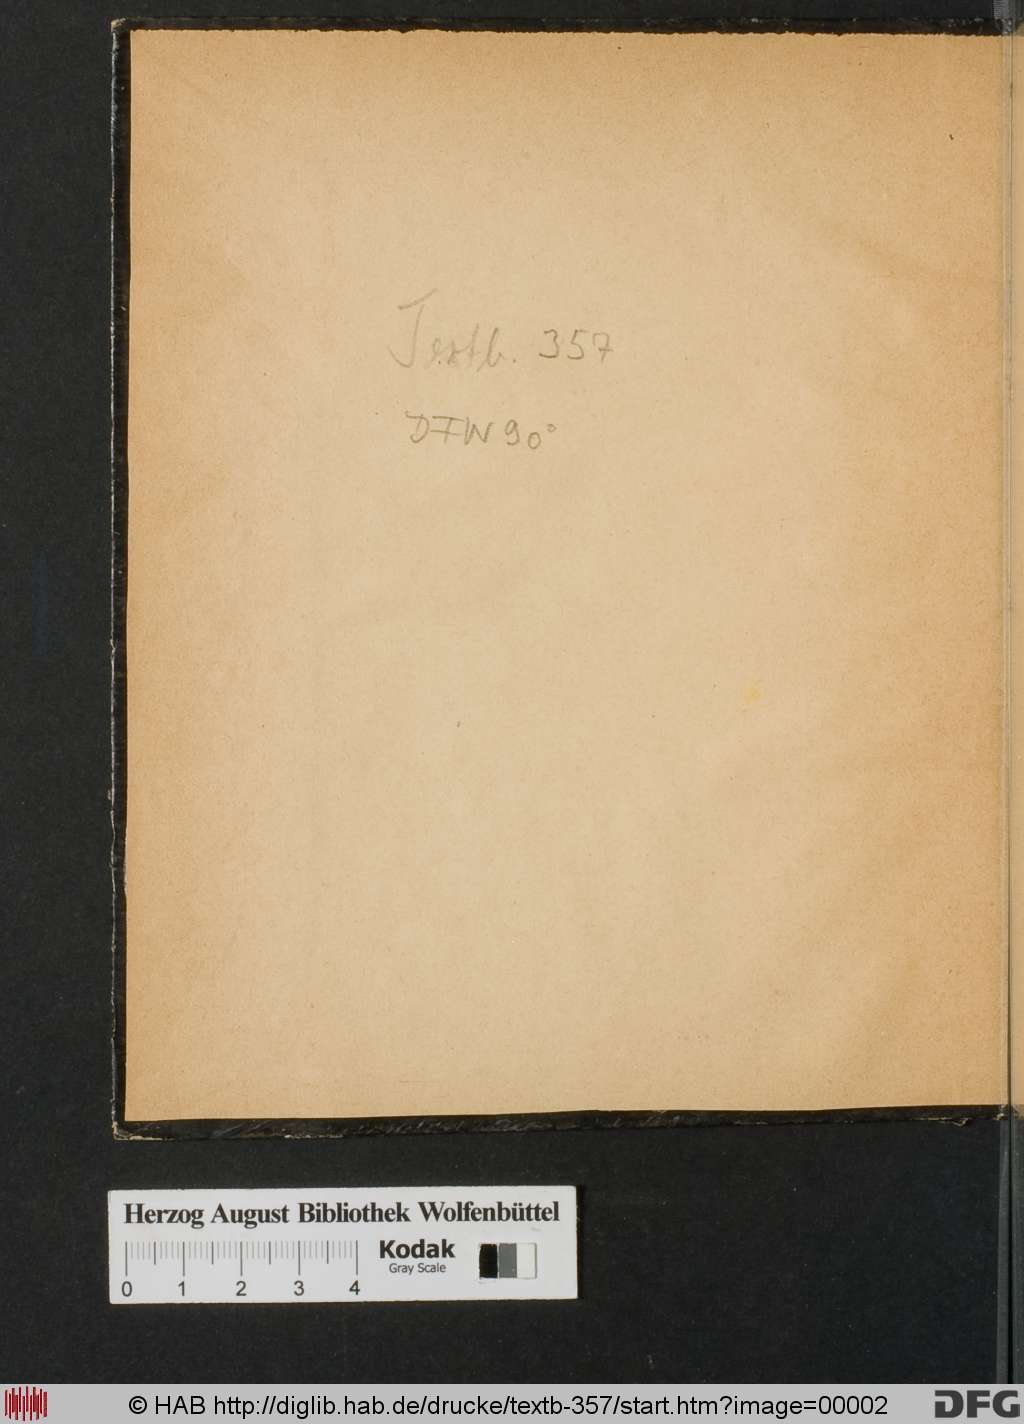 Textb. 357
DFW 90°
Herzog August Bibliothek Wolfenbüttel
Kodak
Gray Scale
0 1 2 3 4
© HAB http://diglib.hab.de/drucke/textb-357/start.htm?image=00002
DFG